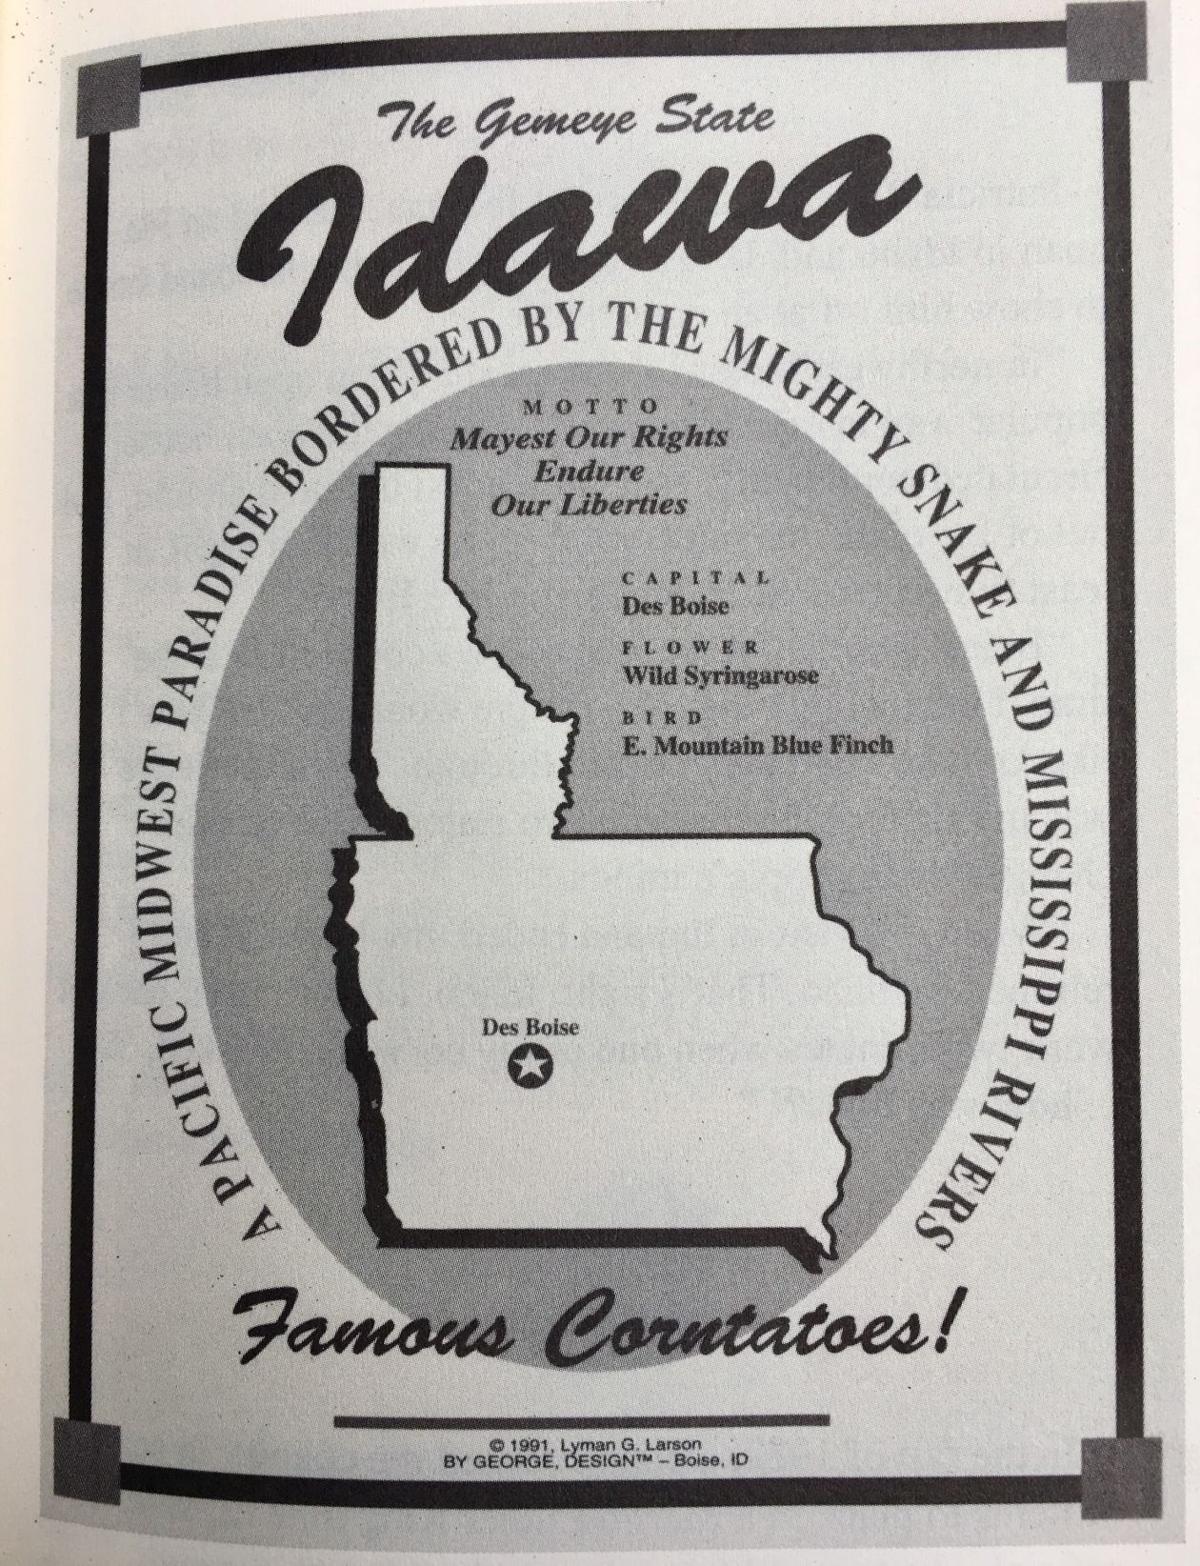 The Gemeye State
Idawa
A PACIFIC MIDWEST PARADISE BORDERED BY THE MIGHTY SNAKE AND MISSISSIPPI RIVERS
MOTTO
Mayest Our Rights
Endure
Our Liberties
CAPITAL
Des Boise
FLOWER
Wild Syringarose
BIRD
E. Mountain Blue Finch
Des Boise
Famous Corntatoes!
© 1991, Lyman G. Larson
BY GEORGE, DESIGN™ – Boise, ID